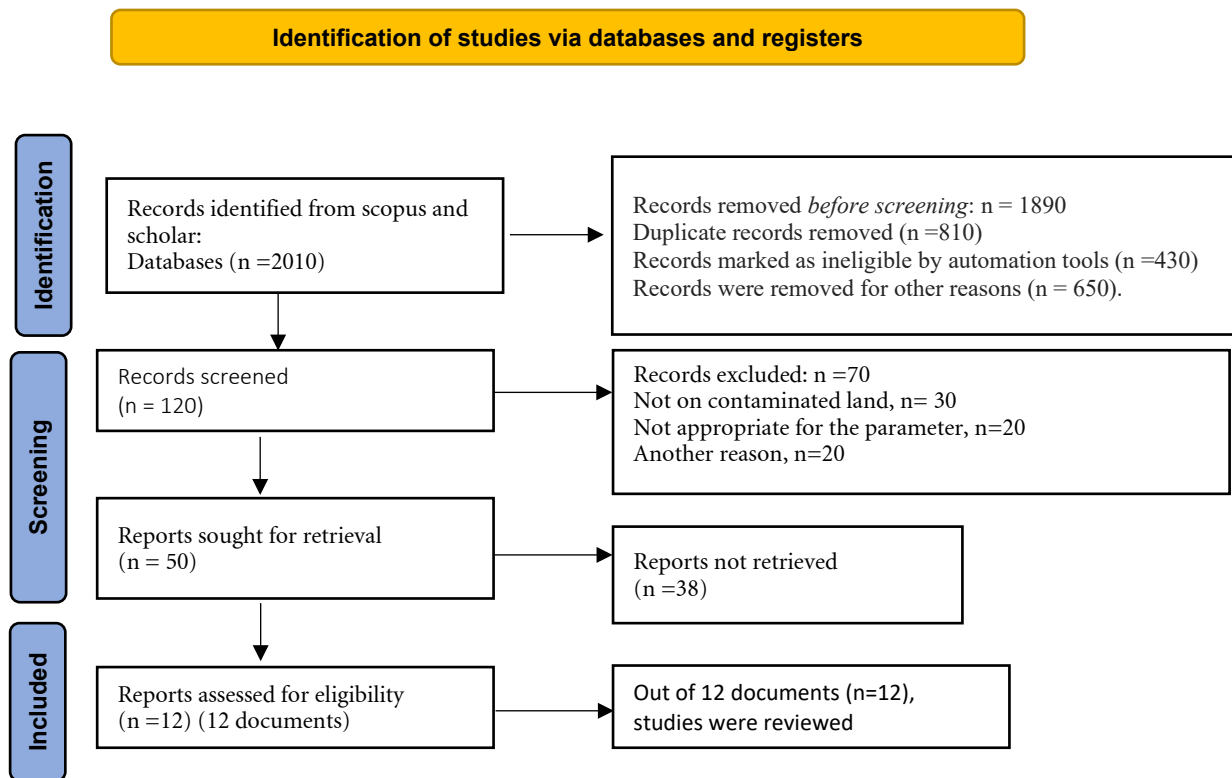 Identification of studies via databases and registers
Identification
Records identified from scopus and
scholar:
Databases (n =2010)
Records removed before screening: n = 1890
Duplicate records removed (n =810)
Records marked as ineligible by automation tools (n =430)
Records were removed for other reasons (n = 650).
Screening
Records screened
(n = 120)
Records excluded: n =70
Not on contaminated land, n= 30
Not appropriate for the parameter, n=20
Another reason, n=20
Reports sought for retrieval
(n = 50)
Reports not retrieved
(n =38)
Included
Reports assessed for eligibility
(n =12) (12 documents)
Out of 12 documents (n=12),
studies were reviewed